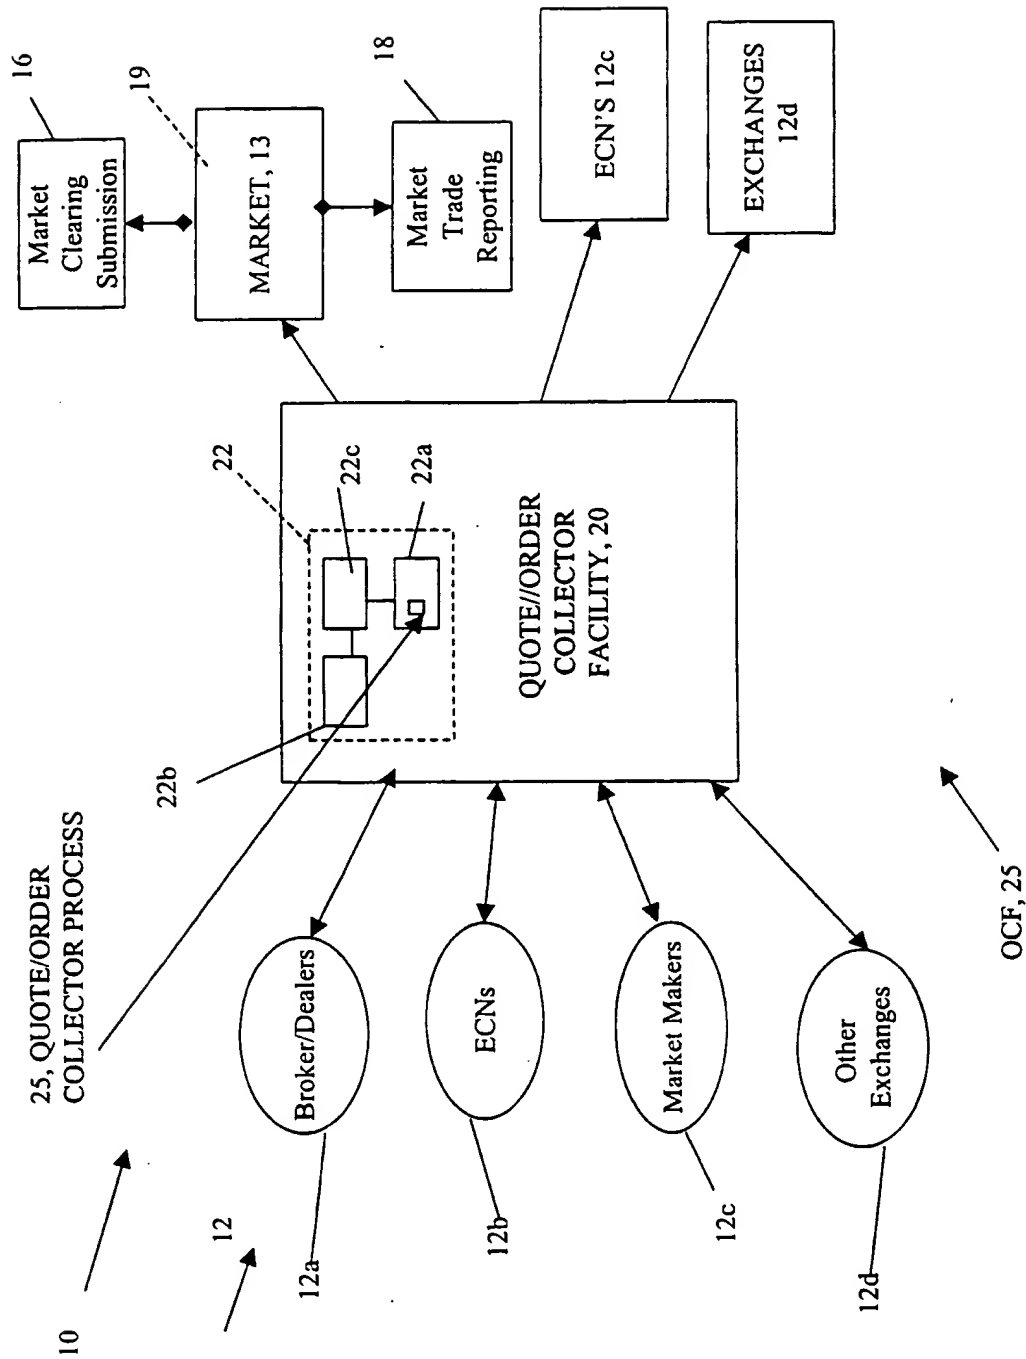 10
25, QUOTE/ORDER
COLLECTOR PROCESS
12
12a
Broker/Dealers
12b
ECNs
12c
Market Makers
12d
Other
Exchanges
22b
22
22c
22a
QUOTE//ORDER
COLLECTOR
FACILITY, 20
OCF, 25
16
Market
Clearing
Submission
19
MARKET, 13
18
Market
Trade
Reporting
ECN'S 12c
EXCHANGES
12d